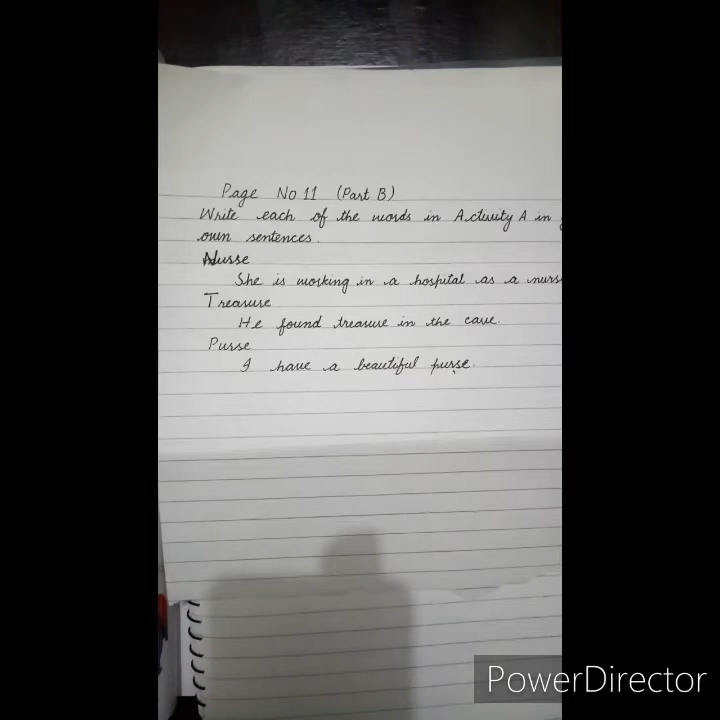 Page No 11 (Part B)
Write each of the words in Activity A in
own sentences.
Nurse
She is working in a hospital as a nurs
Treasure
He found treasure in the cave.
Purse
I have a beautiful purse.
PowerDirector